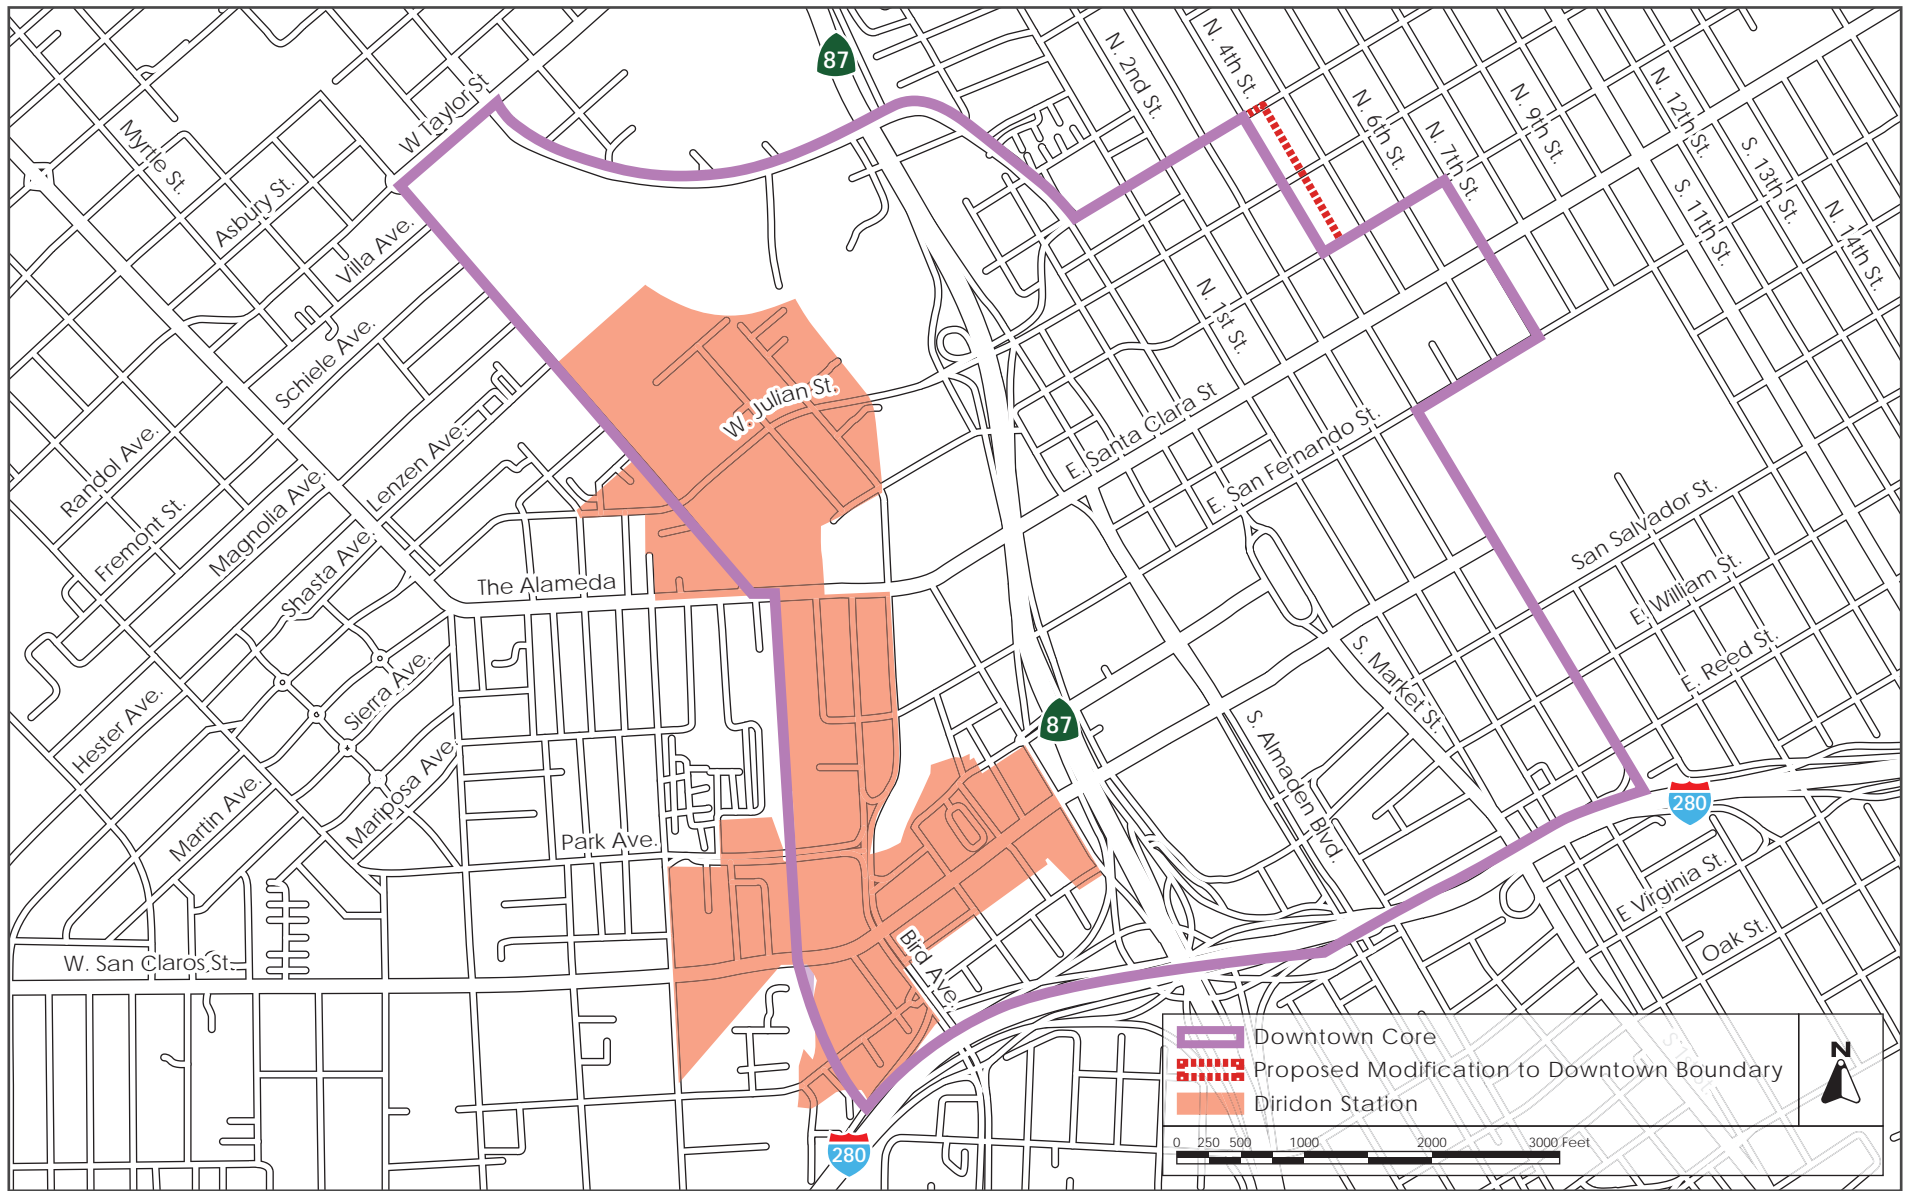 87
N. 2nd St.
N. 4th St.
N. 6th St.
N. 7th St.
N. 9th St.
N. 12th St.
S. 13th St.
S. 11th St.
N. 14th St.
W Taylor St
Myrtle St.
Asbury St.
Villa Ave.
Schiele Ave.
N. 1st St.
W. Julian St.
E. Santa Clara St
E. San Fernando St.
Randol Ave.
Fremont St.
Magnolia Ave.
Lenzen Ave.
Shasta Ave.
The Alameda
San Salvador St.
E. William St.
E. Reed St.
S. Market St.
Sierra Ave.
Hester Ave.
Martin Ave.
Mariposa Ave.
87
S. Almaden Blvd.
280
Park Ave.
E Virginia St.
Oak St.
Bird Ave.
W. San Claros St.
280
Downtown Core
Proposed Modification to Downtown Boundary
Diridon Station
N
0 250 500 1000 2000 3000 Feet